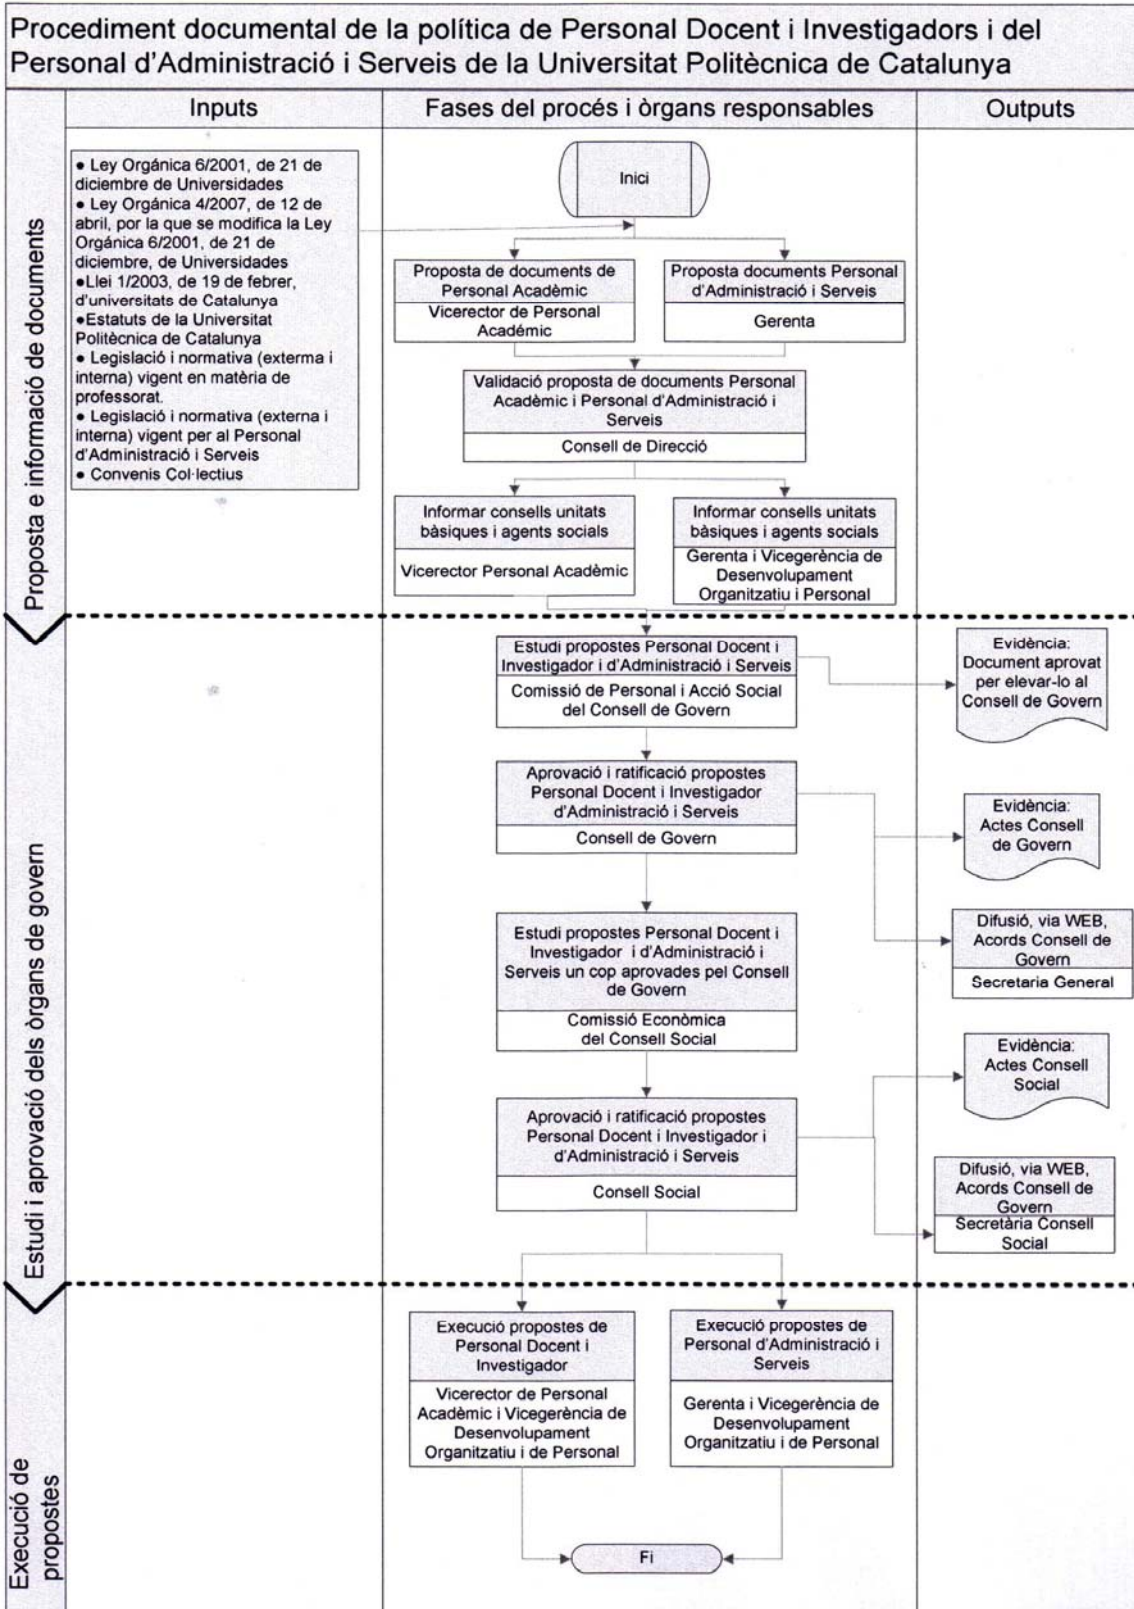 Procediment documental de la política de Personal Docent i Investigadors i del
Personal d'Administració i Serveis de la Universitat Politècnica de Catalunya
Inputs
Fases del procés i òrgans responsables
Outputs
Proposta e informació de documents
● Ley Orgánica 6/2001, de 21 de
diciembre de Universidades
● Ley Orgánica 4/2007, de 12 de
abril, por la que se modifica la Ley
Orgánica 6/2001, de 21 de
diciembre, de Universidades
●Llei 1/2003, de 19 de febrer,
d'universitats de Catalunya
●Estatuts de la Universitat
Politècnica de Catalunya
● Legislació i normativa (exterma i
interna) vigent en matèria de
professorat.
● Legislació i normativa (externa i
interna) vigent per al Personal
d'Administració i Serveis
● Convenis Col·lectius
Inici
Proposta de documents de
Personal Acadèmic
Vicerector de Personal
Académic
Proposta documents Personal
d'Administració i Serveis
Gerenta
Validació proposta de documents Personal
Acadèmic i Personal d'Administració i
Serveis
Consell de Direcció
Informar consells unitats
bàsiques i agents socials
Vicerector Personal Acadèmic
Informar consells unitats
bàsiques i agents socials
Gerenta i Vicegerència de
Desenvolupament
Organitzatiu i Personal
Estudi i aprovació dels òrgans de govern
Estudi propostes Personal Docent i
Investigador i d'Administració i Serveis
Comissió de Personal i Acció Social
del Consell de Govern
Evidència:
Document aprovat
per elevar-lo al
Consell de Govern
Aprovació i ratificació propostes
Personal Docent i Investigador
d'Administració i Serveis
Consell de Govern
Evidència:
Actes Consell
de Govern
Difusió, via WEB,
Acords Consell de
Govern
Secretaria General
Estudi propostes Personal Docent i
Investigador i d'Administració i
Serveis un cop aprovades pel Consell
de Govern
Comissió Econòmica
del Consell Social
Evidència:
Actes Consell
Social
Aprovació i ratificació propostes
Personal Docent i Investigador i
d'Administració i Serveis
Consell Social
Difusió, via WEB,
Acords Consell de
Govern
Secretària Consell
Social
Execució de
propostes
Execució propostes de
Personal Docent i
Investigador
Vicerector de Personal
Acadèmic i Vicegerència de
Desenvolupament
Organitzatiu i de Personal
Execució propostes de
Personal d'Administració i
Serveis
Gerenta i Vicegerència de
Desenvolupament
Organitzatiu i de Personal
Fi